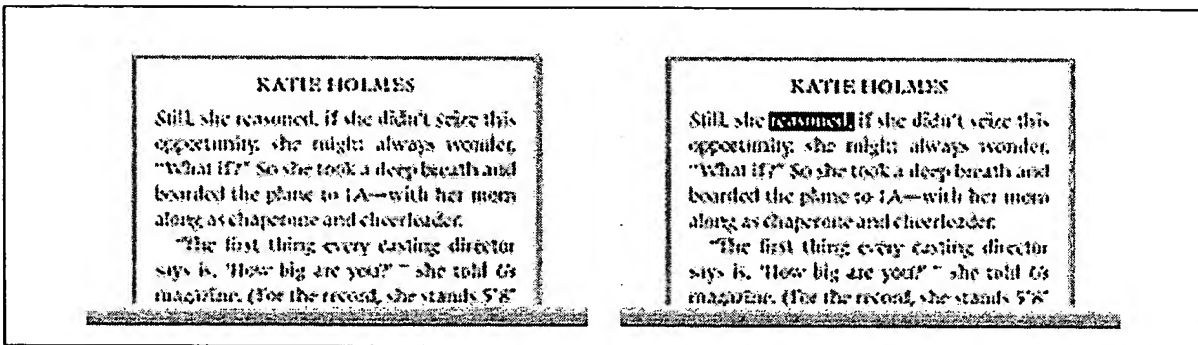 KATIE HOLMES
Still, she reasoned, if she didn't seize this
opportunity, she might always wonder,
"What if?" So she took a deep breath and
boarded the plane to LA—with her mom
along as chaperone and cheerleader.
"The first thing every casting director
says is, 'How big are you?' " she told Us
magazine. (For the record, she stands 5'8"
KATIE HOLMES
Still, she reasoned, if she didn't seize this
opportunity, she might always wonder,
"What if?" So she took a deep breath and
boarded the plane to LA—with her mom
along as chaperone and cheerleader.
"The first thing every casting director
says is, 'How big are you?' " she told Us
magazine. (For the record, she stands 5'8"